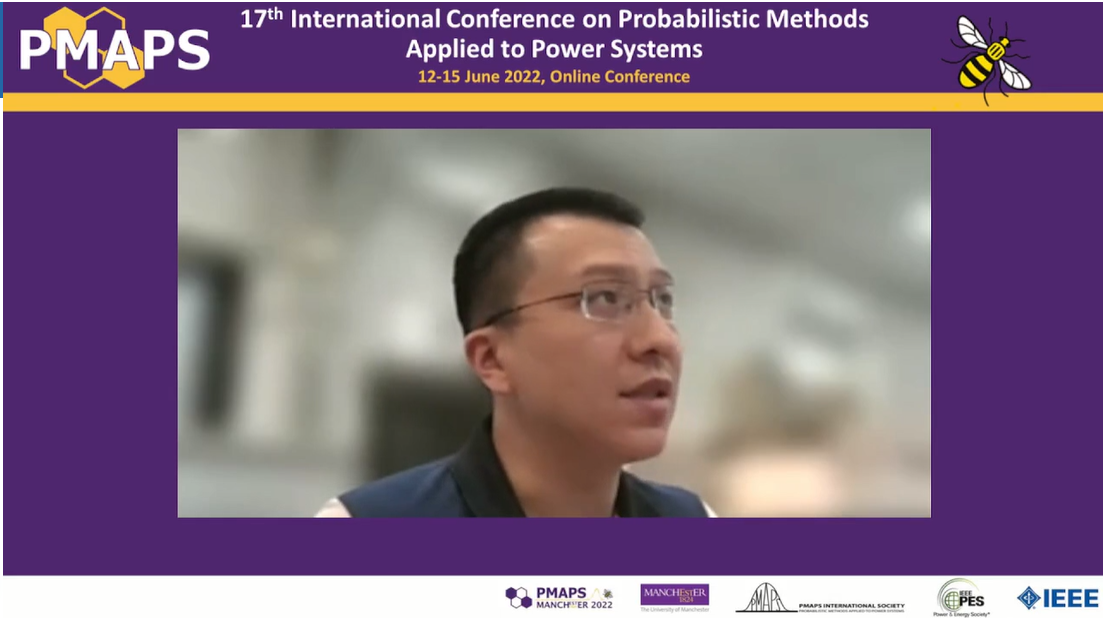 PMAPS
17th International Conference on Probabilistic Methods
Applied to Power Systems
12-15 June 2022, Online Conference
PMAPS
MANCHESTER 2022
MANCHESTER
1824
The University of Manchester
PMAPS
PMAPS INTERNATIONAL SOCIETY
PROBABILISTIC METHODS APPLIED TO POWER SYSTEMS
IEEE
PES
Power & Energy Society®
IEEE